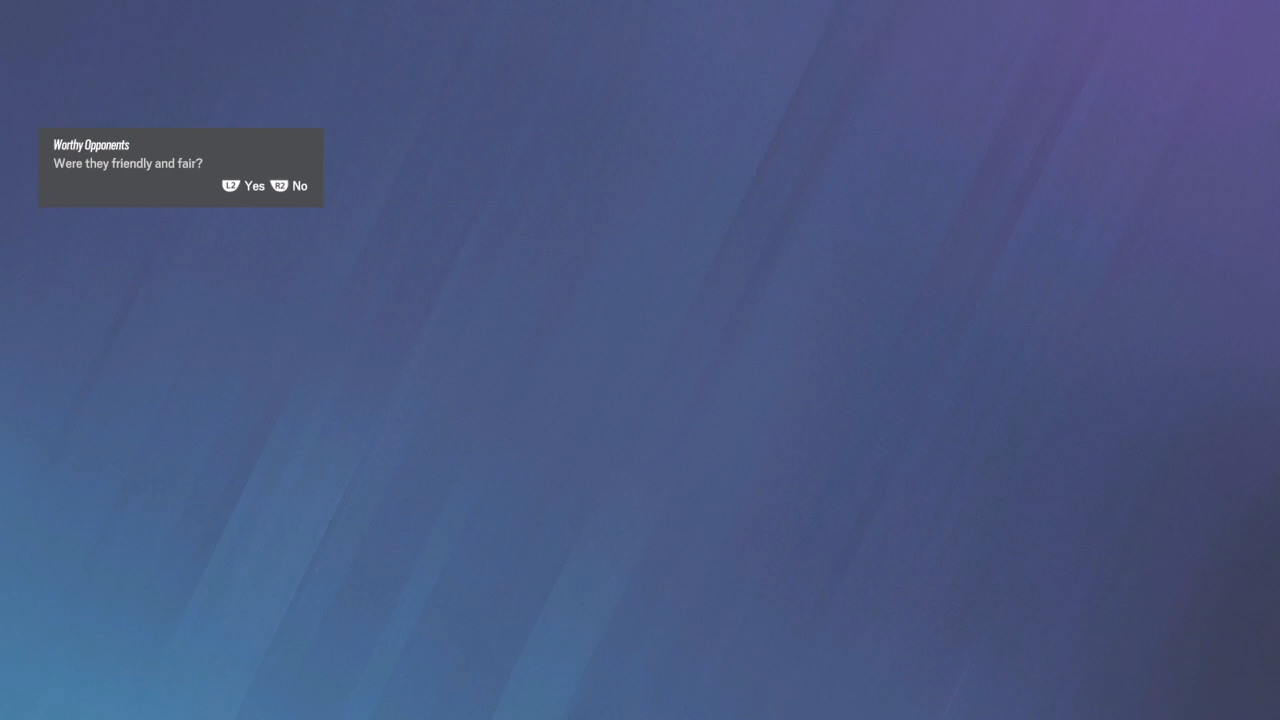 Worthy Opponents
Were they friendly and fair?
L2 Yes R2 No